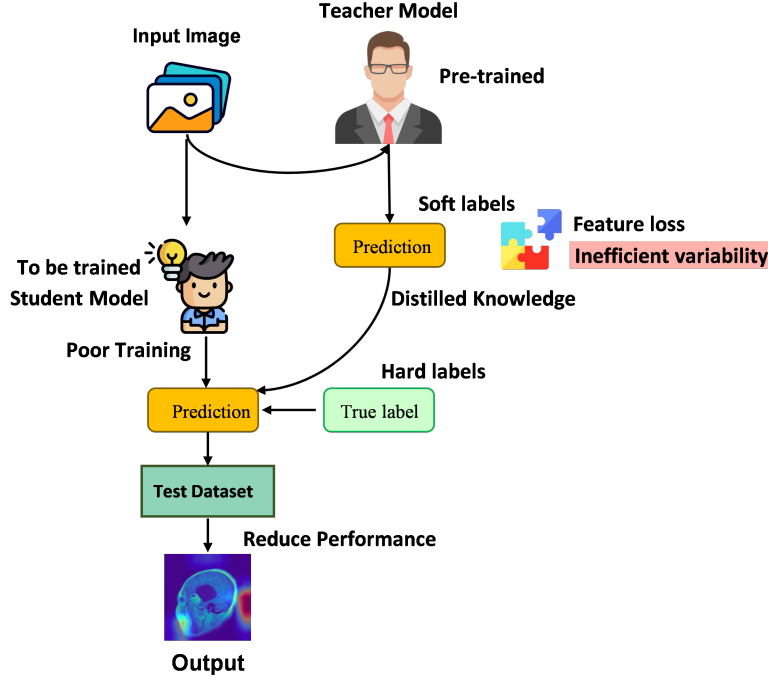 Teacher Model
Input Image
Pre-trained
Soft labels
Feature loss
Prediction
Inefficient variability
To be trained
Student Model
Distilled Knowledge
Poor Training
Hard labels
Prediction
True label
Test Dataset
Reduce Performance
Output